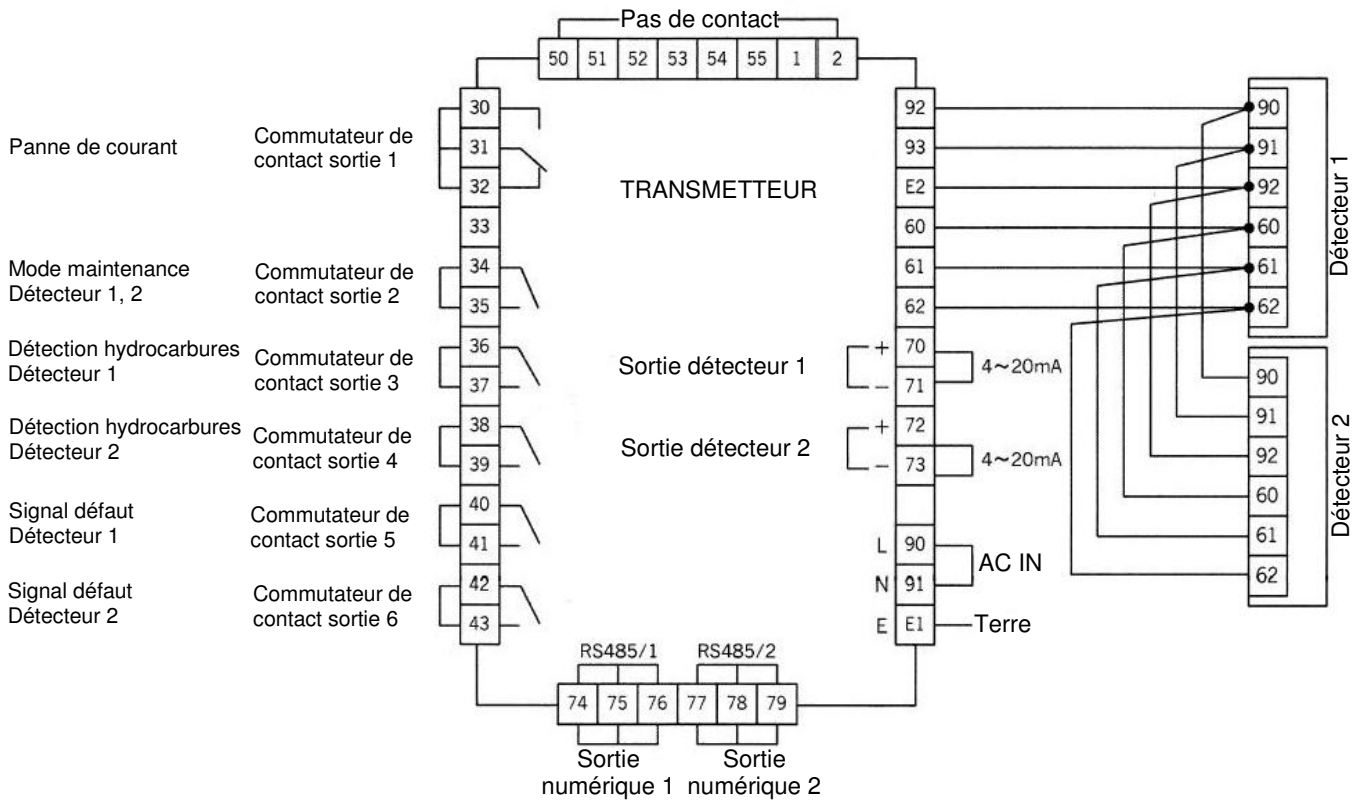 Pas de contact
50 51 52 53 54 55 1 2
Panne de courant
Commutateur de
contact sortie 1
30
31
32
33
Mode maintenance
Détecteur 1, 2
Commutateur de
contact sortie 2
34
35
Détection hydrocarbures
Détecteur 1
Commutateur de
contact sortie 3
36
37
Détection hydrocarbures
Détecteur 2
Commutateur de
contact sortie 4
38
39
Signal défaut
Détecteur 1
Commutateur de
contact sortie 5
40
41
Signal défaut
Détecteur 2
Commutateur de
contact sortie 6
42
43
TRANSMETTEUR
92
93
E2
60
61
62
Sortie détecteur 1
+ 70
− 71
4~20mA
Sortie détecteur 2
+ 72
− 73
4~20mA
L 90
N 91
AC IN
E E1 Terre
90
91
92
60
61
62
Détecteur 1
90
91
92
60
61
62
Détecteur 2
RS485/1 RS485/2
74 75 76 77 78 79
Sortie
numérique 1
Sortie
numérique 2